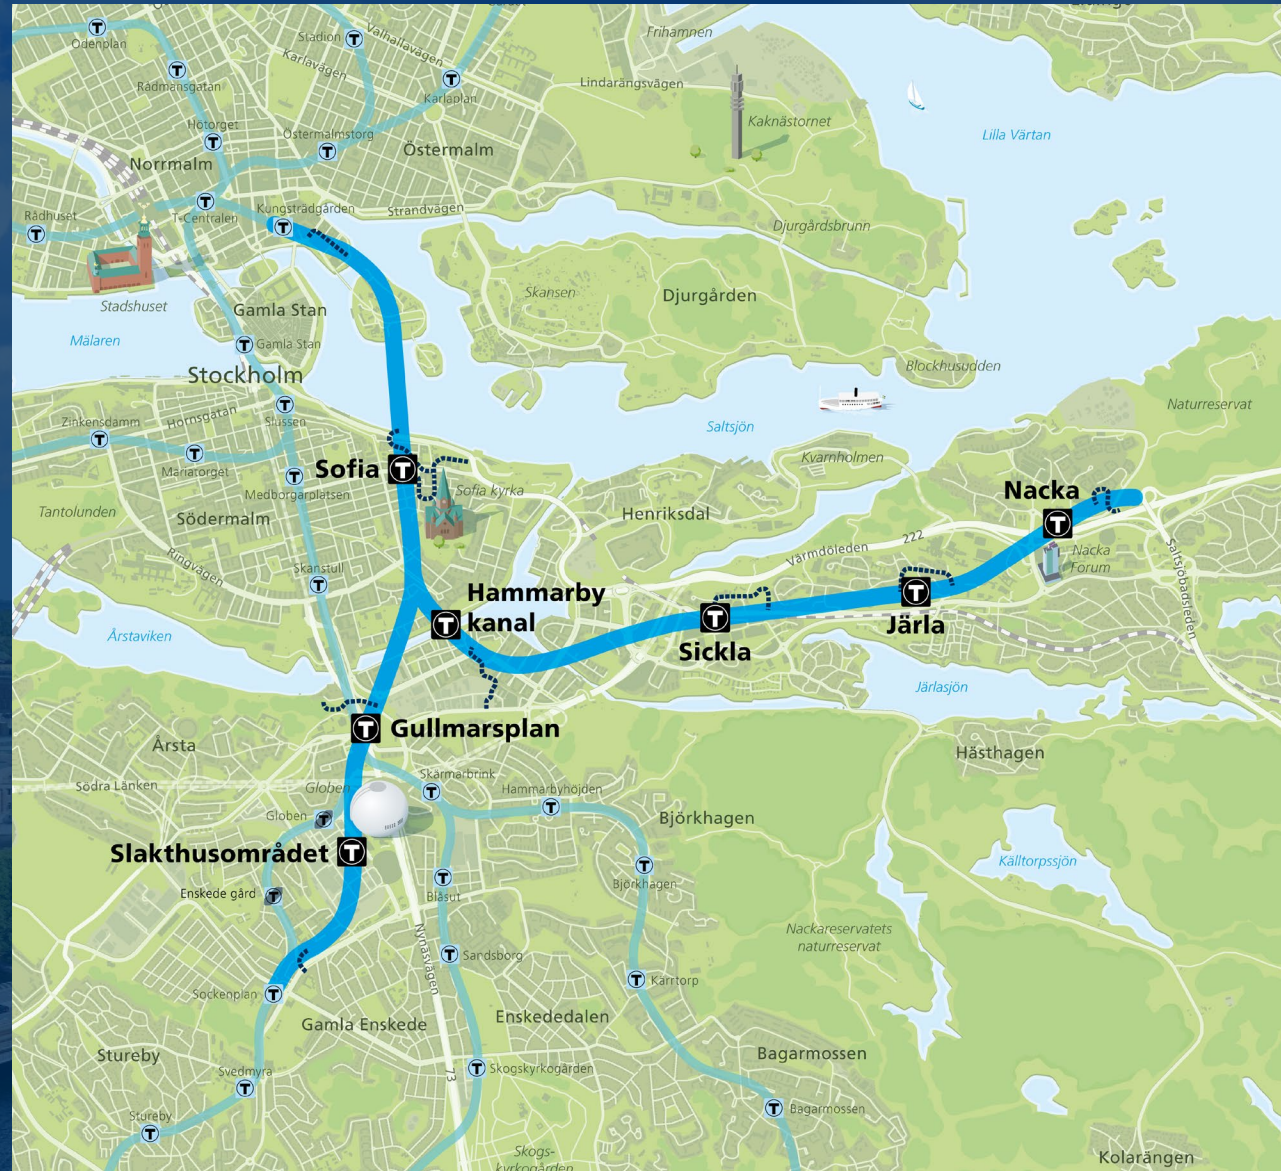 Odenplan
Stadion
Valhallavägen
Karlavägen
Frihamnen
Lindarängsvägen
Rådmansgatan
Karlaplan
Kaknästornet
Lilla Värtan
Hötorget
Östermalmstorg
Östermalm
Norrmalm
Rådhuset
T-Centralen
Kungsträdgården
Strandvägen
Djurgårdsbrunn
Stadshuset
Gamla Stan
Skansen
Djurgården
Mälaren
Gamla Stan
Blockhusudden
Stockholm
Naturreservat
Zinkensdamm
Hornsgatan
Slussen
Saltsjön
Mariatorget
Sofia
Kvarnholmen
Medborgarplatsen
Sofia kyrka
Nacka
Tantolunden
Södermalm
Henriksdal
222
Värmdöleden
Ringvägen
Nacka
Forum
Saltsjöbadsleden
Skanstull
Hammarby
kanal
Årstaviken
Järla
Sickla
Järlasjön
Gullmarsplan
Årsta
Hästhagen
Södra Länken
Globen
Skärmarbrink
Hammarbyhöjden
Globen
Björkhagen
Slakthusområdet
Källtorpssjön
Enskede gård
Blåsut
Björkhagen
Nackareservatets
naturreservat
Nynäsvägen
Sandsborg
Kärrtorp
Sockenplan
Gamla Enskede
Enskededalen
Stureby
Bagarmossen
Svedmyra
73
Skogskyrkogården
Stureby
Bagarmossen
Skogs-
kyrkogården
Kolarängen